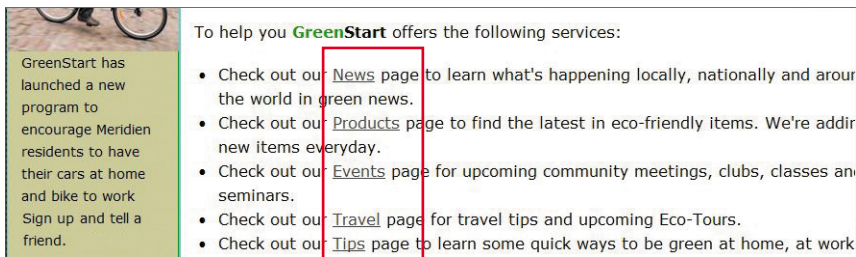 GreenStart has
launched a new
program to
encourage Meridien
residents to have
their cars at home
and bike to work
Sign up and tell a
friend.
To help you GreenStart offers the following services:
• Check out our News page to learn what's happening locally, nationally and
the world in green news.
• Check out our Products page to find the latest in eco-friendly items. We're
new items everyday.
• Check out our Events page for upcoming community meetings, clubs, classes
seminars.
• Check out our Travel page for travel tips and upcoming Eco-Tours.
• Check out our Tips page to learn some quick ways to be green at home, at work